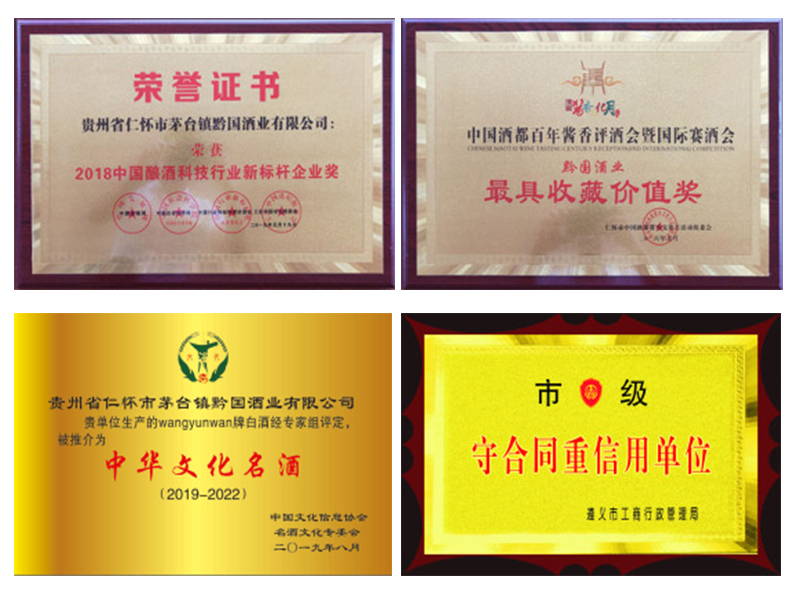 荣誉证书
贵州省仁怀市茅台镇黔国酒业有限公司：
荣获
2018中国酿酒科技行业新标杆企业奖
中国酒都百年酱香评酒会暨国际赛酒会
黔国酒业
最具收藏价值奖
贵州省仁怀市茅台镇黔国酒业有限公司
贵单位生产的wangyunwan牌白酒经专家组评定，
被推介为
中华文化名酒
（2019-2022）
中国文化信息协会
名酒文化专委会
二〇一九年八月
市 级
守合同重信用单位
遵义市工商行政管理局